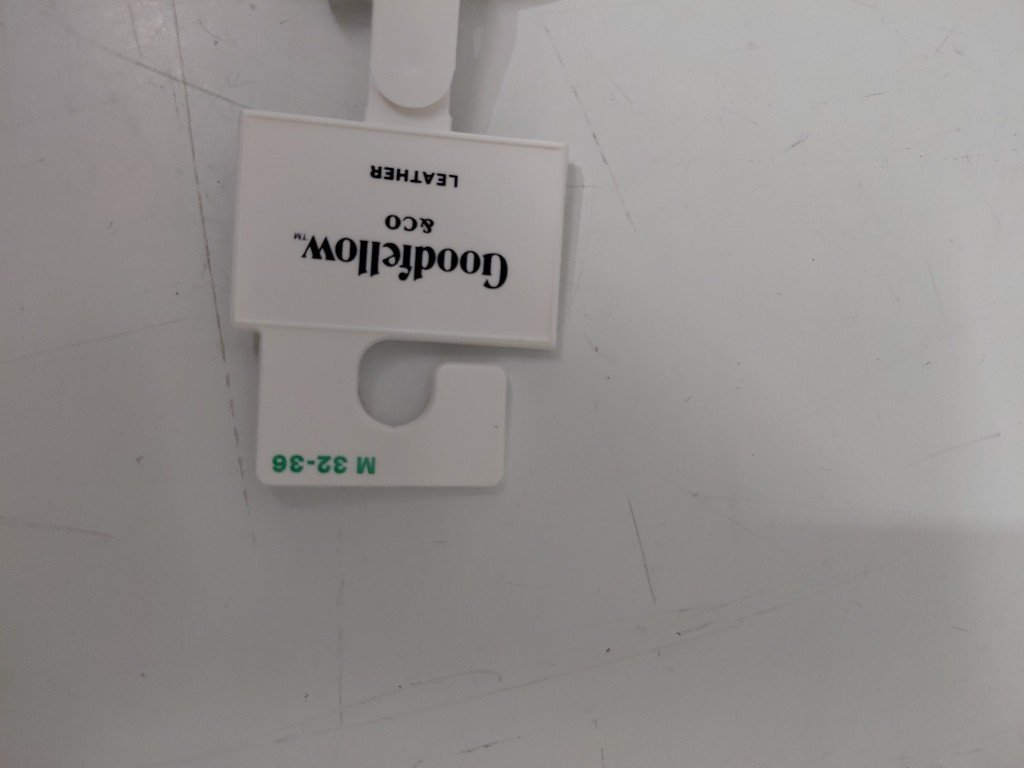 M 32-36
Goodfellow™
&CO
LEATHER